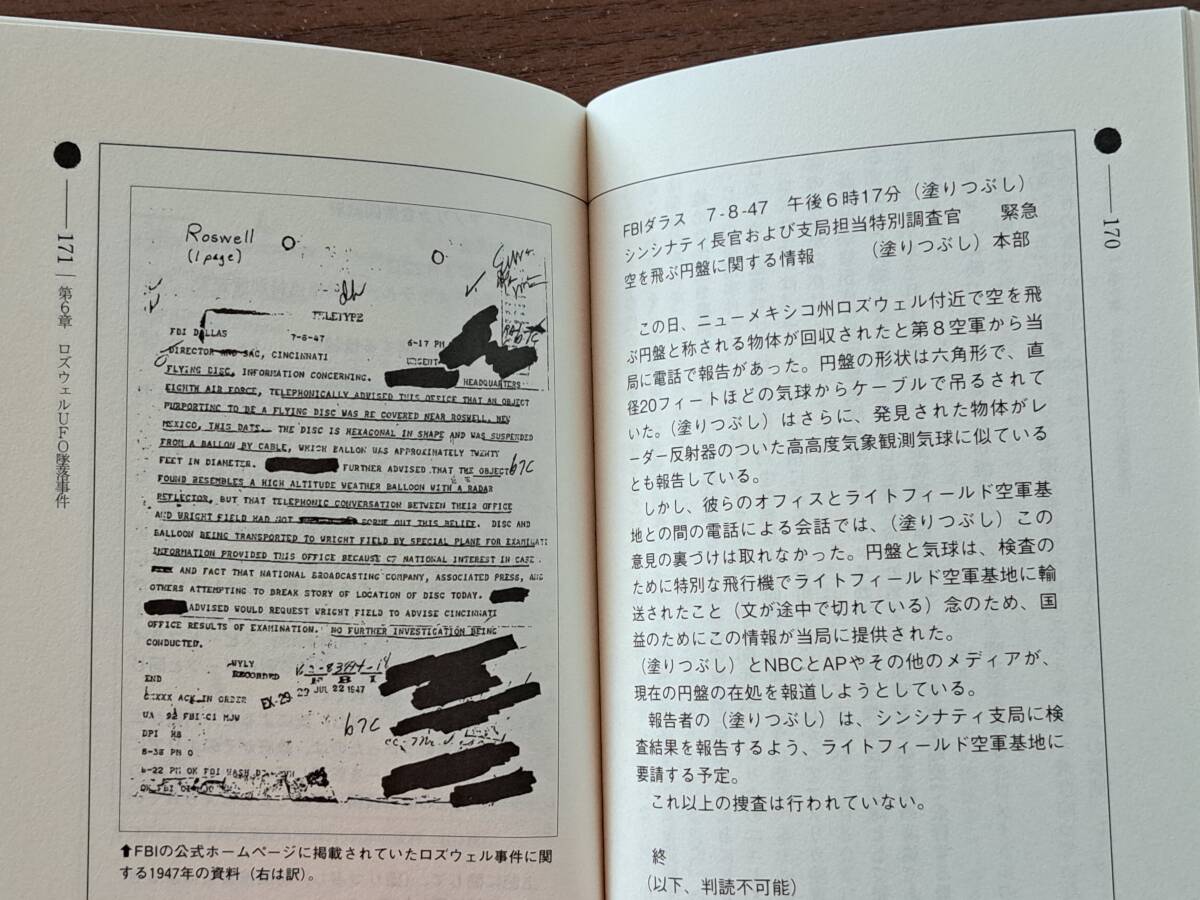 170
FBIダラス 7-8-47 午後6時17分（塗りつぶし）
シンシナティ長官および支局担当特別調査官 緊急
空を飛ぶ円盤に関する情報 （塗りつぶし）本部
この日、ニューメキシコ州ロズウェル付近で空を飛
ぶ円盤と称される物体が回収されたと第8空軍から当
局に電話で報告があった。円盤の形状は六角形で、直
径20フィートほどの気球からケーブルで吊るされて
いた。（塗りつぶし）はさらに、発見された物体がレ
ーダー反射器のついた高高度気象観測気球に似ている
とも報告している。
しかし、彼らのオフィスとライトフィールド空軍基
地との間の電話による会話では、（塗りつぶし）この
意見の裏づけは取れなかった。円盤と気球は、検査の
ために特別な飛行機でライトフィールド空軍基地に輸
送されたこと（文が途中で切れている）念のため、国
益のためにこの情報が当局に提供された。
（塗りつぶし）とNBCとAPやその他のメディアが、
現在の円盤の在処を報道しようとしている。
報告者の（塗りつぶし）は、シンシナティ支局に検
査結果を報告するよう、ライトフィールド空軍基地に
要請する予定。
これ以上の捜査は行われていない。
終
（以下、判読不可能）
171 第6章 ロズウェルUFO墜落事件
Roswell
(1 page)
TELETYPE
FBI DALLAS 7-8-47 6-17 PM
DIRECTOR AND SAC, CINCINNATI URGENT
FLYING DISC, INFORMATION CONCERNING. HEADQUARTERS
EIGHTH AIR FORCE, TELEPHONICALLY ADVISED THIS OFFICE THAT AN OBJECT
PURPORTING TO BE A FLYING DISC WAS RE COVERED NEAR ROSWELL, NEW
MEXICO, THIS DATE. THE DISC IS HEXAGONAL IN SHAPE AND WAS SUSPENDED
FROM A BALLON BY CABLE, WHICH BALLON WAS APPROXIMATELY TWENTY
FEET IN DIAMETER. FURTHER ADVISED THAT THE OBJECT b7C
FOUND RESEMBLES A HIGH ALTITUDE WEATHER BALLOON WITH A RADAR
REFLECTOR, BUT THAT TELEPHONIC CONVERSATION BETWEEN THEIR OFFICE
AND WRIGHT FIELD HAD NOT BORNE OUT THIS BELIEF. DISC AND
BALLOON BEING TRANSPORTED TO WRIGHT FIELD BY SPECIAL PLANE FOR EXAMINATI
INFORMATION PROVIDED THIS OFFICE BECAUSE OF NATIONAL INTEREST IN CASE
AND FACT THAT NATIONAL BROADCASTING COMPANY, ASSOCIATED PRESS, AND
OTHERS ATTEMPTING TO BREAK STORY OF LOCATION OF DISC TODAY.
ADVISED WOULD REQUEST WRIGHT FIELD TO ADVISE CINCINNATI
OFFICE RESULTS OF EXAMINATION. NO FURTHER INVESTIGATION BEING
CONDUCTED.
WYLY
RECORDED
END F B I
CXXXX ACK IN ORDER EX-29 29 JUL 22 1947
UA 92 FBI CI MJW b7C
DPI H8
8-38 PM O
6-22 PM OK FBI WASH D
⬆FBIの公式ホームページに掲載されていたロズウェル事件に関
する1947年の資料（右は訳）。